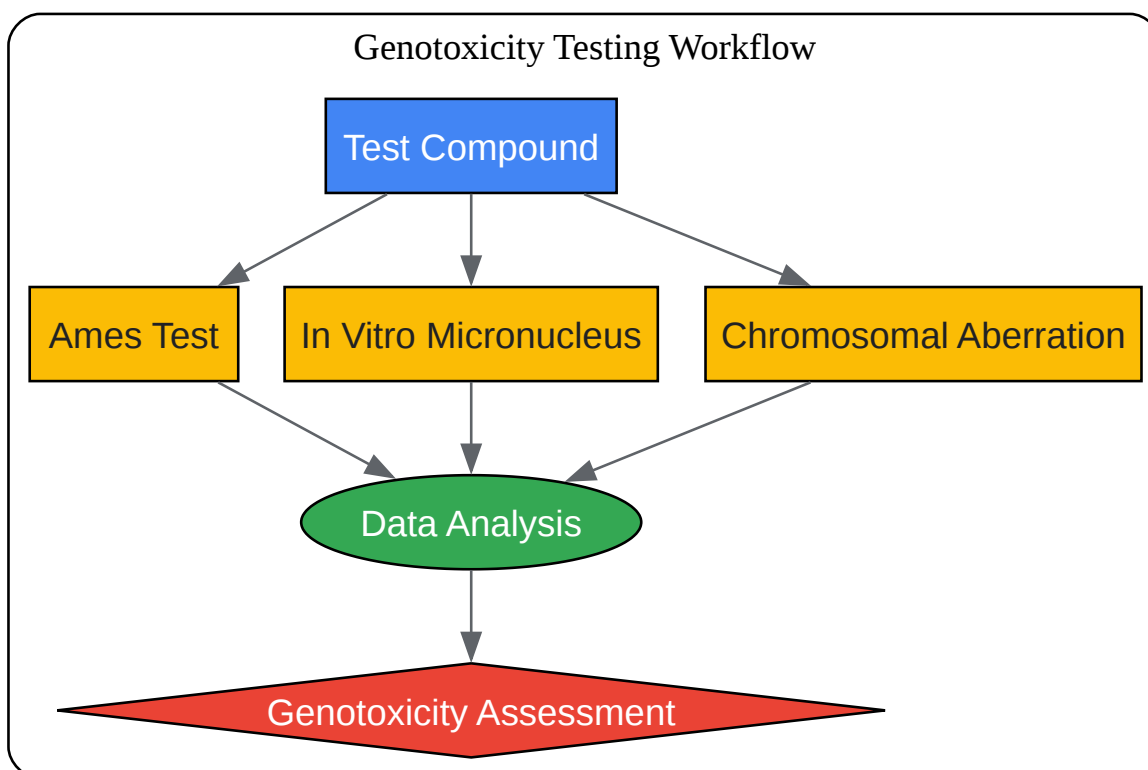 Genotoxicity Testing Workflow
Test Compound
Ames Test
In Vitro Micronucleus
Chromosomal Aberration
Data Analysis
Genotoxicity Assessment